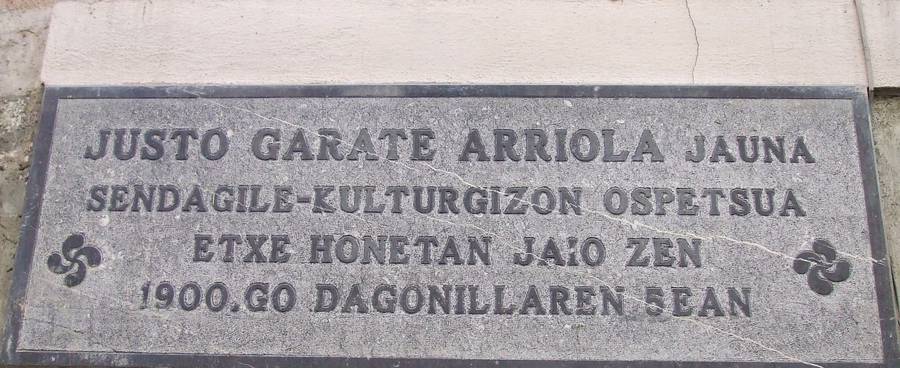 JUSTO GARATE ARRIOLA JAUNA
SENDAGILE-KULTURGIZON OSPETSUA
ETXE HONETAN JAIO ZEN
1900.GO DAGONILLAREN 5EAN